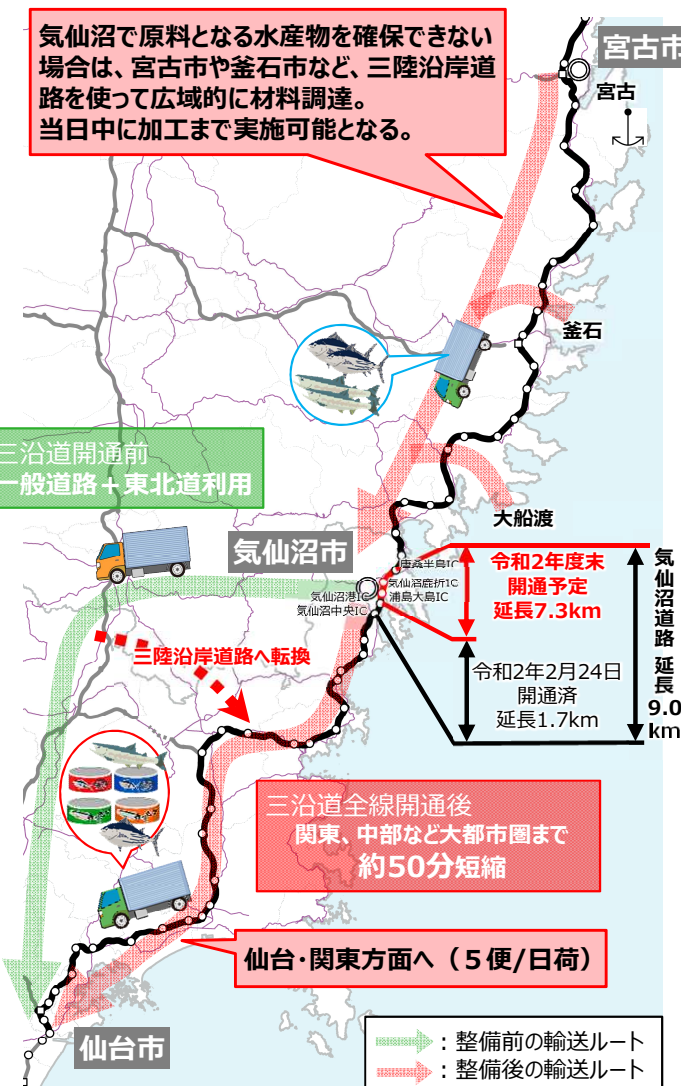 気仙沼で原料となる水産物を確保できない
場合は、宮古市や釜石市など、三陸沿岸道
路を使って広域的に材料調達。
当日中に加工まで実施可能となる。
宮古市
宮古
釜石
三沿道開通前
一般道路＋東北道利用
大船渡
気仙沼市
唐桑半島IC
気仙沼鹿折IC
浦島大島IC
気仙沼港IC
気仙沼中央IC
令和2年度末
開通予定
延長7.3km
令和2年2月24日
開通済
延長1.7km
気仙沼道路 延長
9.0
km
三陸沿岸道路へ転換
三沿道全線開通後
関東、中部など大都市圏まで
約50分短縮
仙台・関東方面へ（５便/日荷）
仙台市
：整備前の輸送ルート
：整備後の輸送ルート